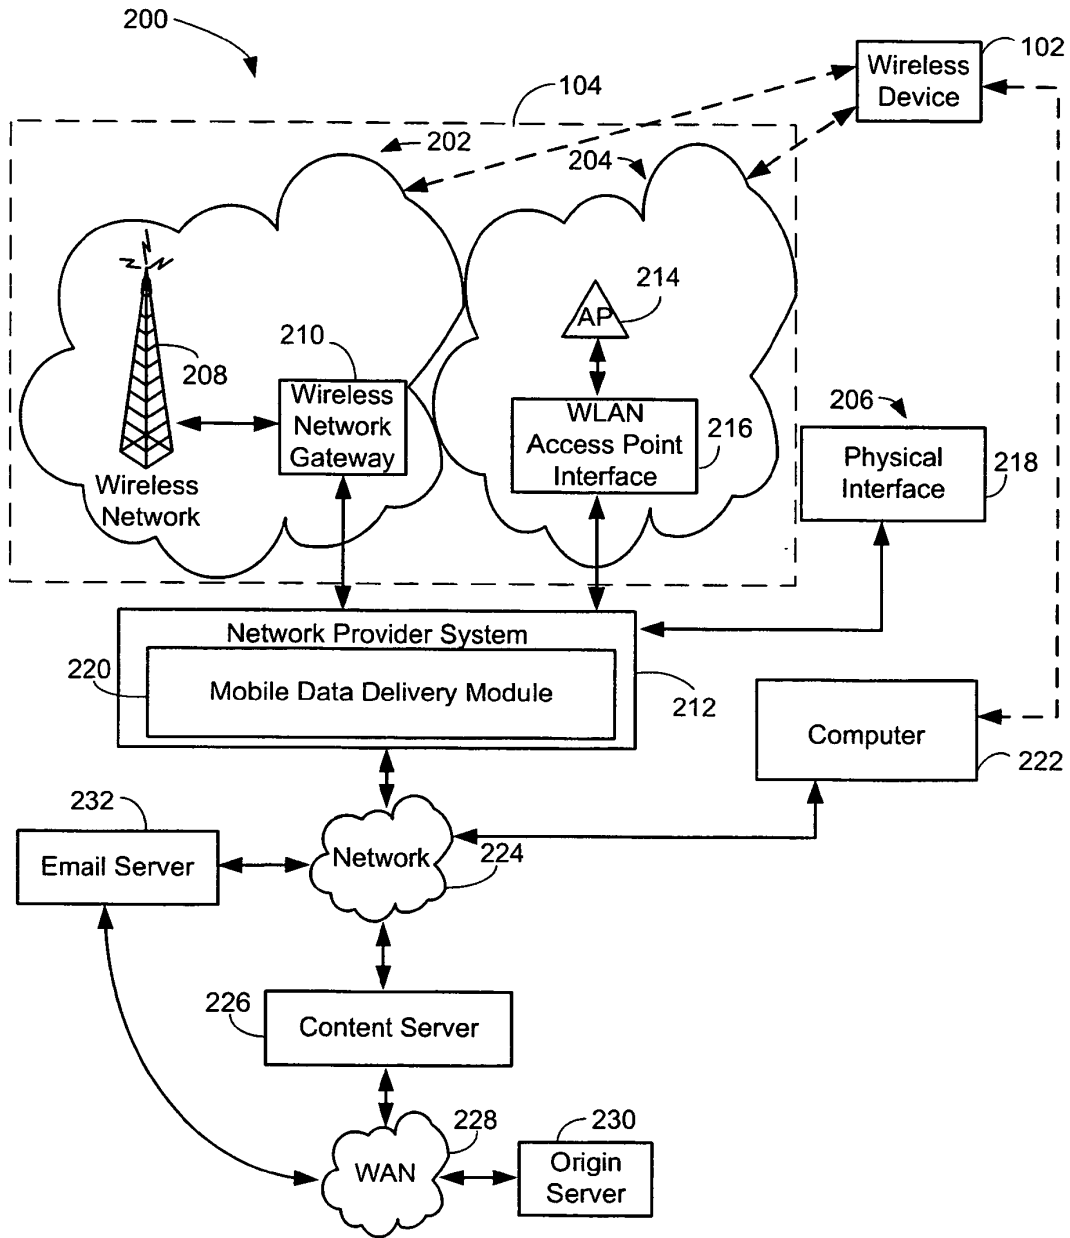 200
104
Wireless
Device
102
202
204
208
Wireless
Network
210
Wireless
Network
Gateway
214
AP
WLAN
Access Point
Interface
216
206
Physical
Interface
218
Network Provider System
220
Mobile Data Delivery Module
212
Computer
222
232
Email Server
Network
224
226
Content Server
228
WAN
230
Origin
Server